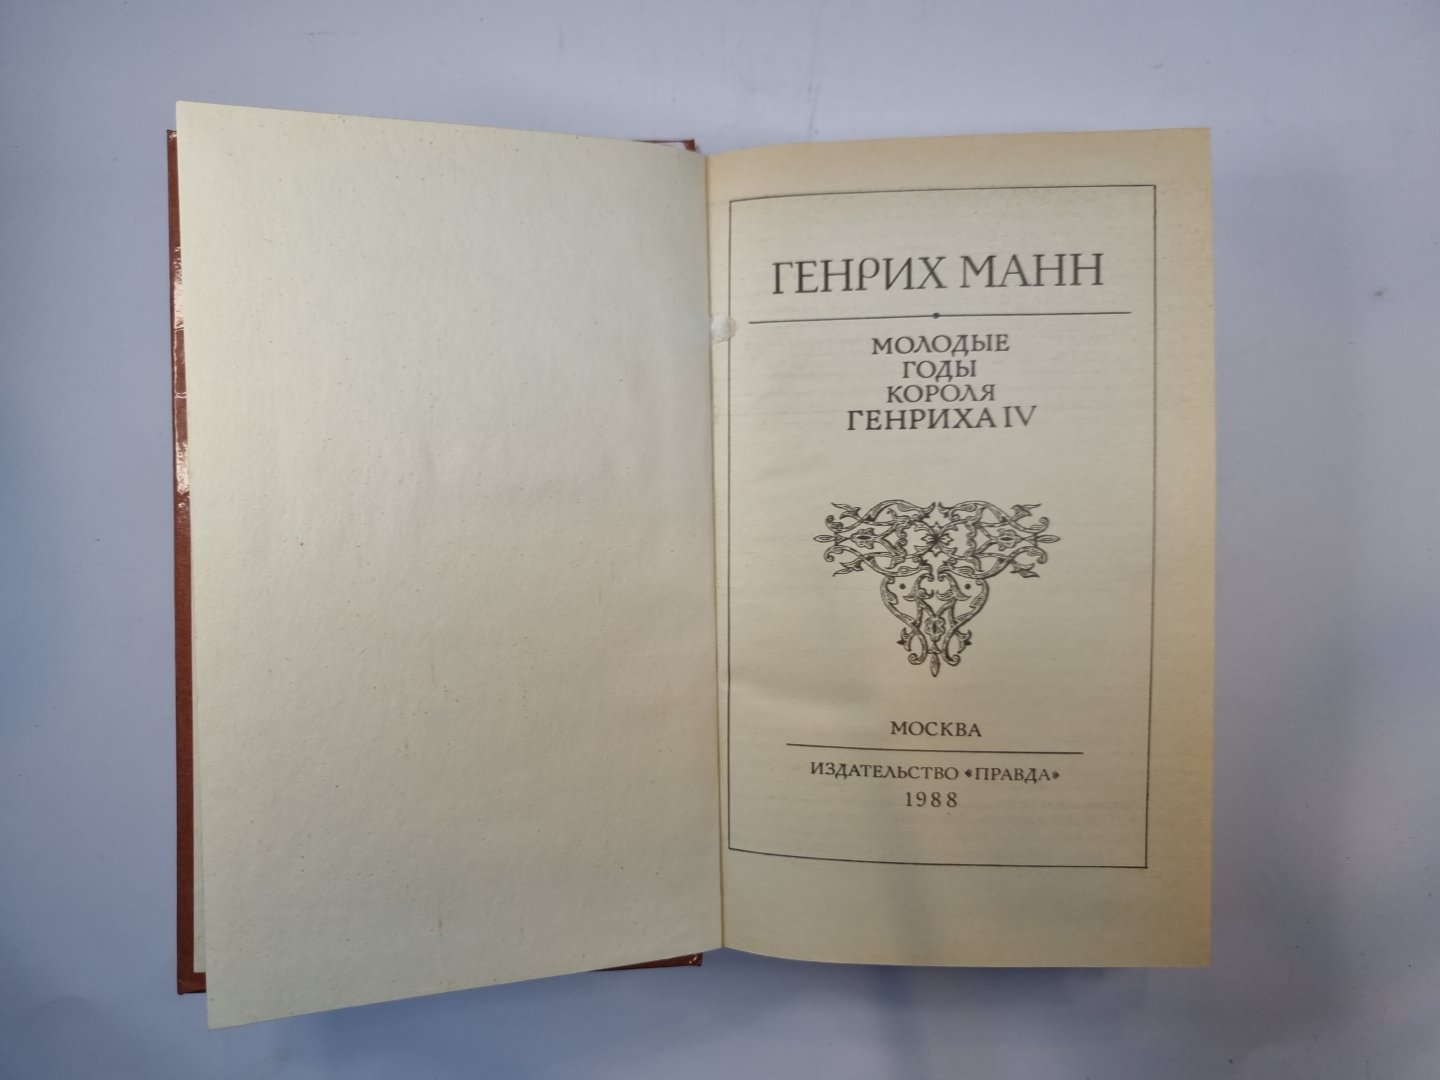 ГЕНРИХ МАНН
МОЛОДЫЕ
ГОДЫ
КОРОЛЯ
ГЕНРИХА IV
МОСКВА
ИЗДАТЕЛЬСТВО «ПРАВДА»
1988